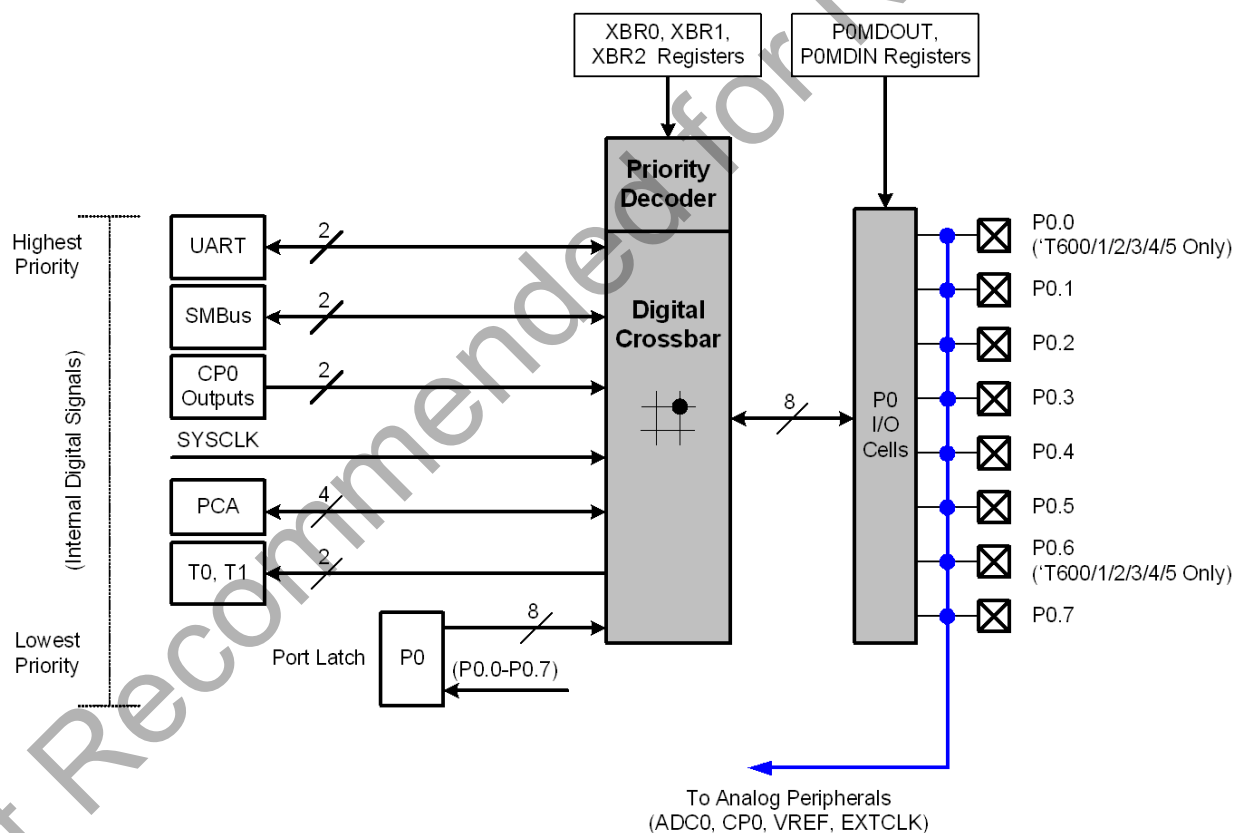 XBR0, XBR1,
XBR2 Registers
P0MDOUT,
P0MDIN Registers
Priority
Decoder
Highest
Priority
(Internal Digital Signals)
Lowest
Priority
UART
2
SMBus
2
CP0
Outputs
2
SYSCLK
PCA
4
T0, T1
2
Port Latch
P0
8
(P0.0-P0.7)
Digital
Crossbar
8
P0
I/O
Cells
P0.0
(‘T600/1/2/3/4/5 Only)
P0.1
P0.2
P0.3
P0.4
P0.5
P0.6
(‘T600/1/2/3/4/5 Only)
P0.7
To Analog Peripherals
(ADC0, CP0, VREF, EXTCLK)
Recommended for